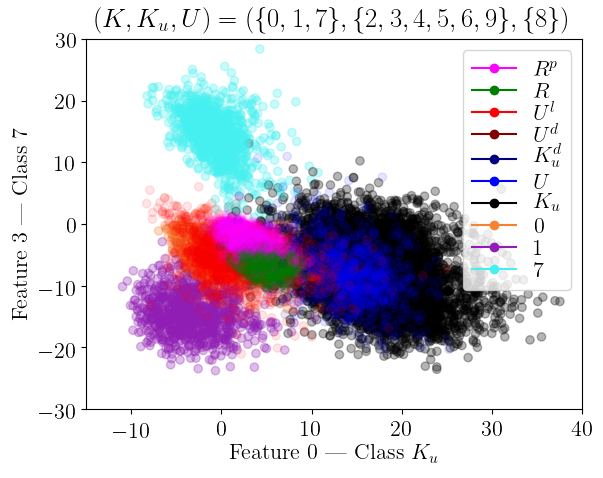 (K, K_u, U) = ({0, 1, 7}, {2, 3, 4, 5, 6, 9}, {8})
30
20
10
0
−10
−20
−30
Feature 3 — Class 7
R^p
R
U^l
U^d
K_u^d
U
K_u
0
1
7
−10
0
10
20
30
40
Feature 0 — Class K_u